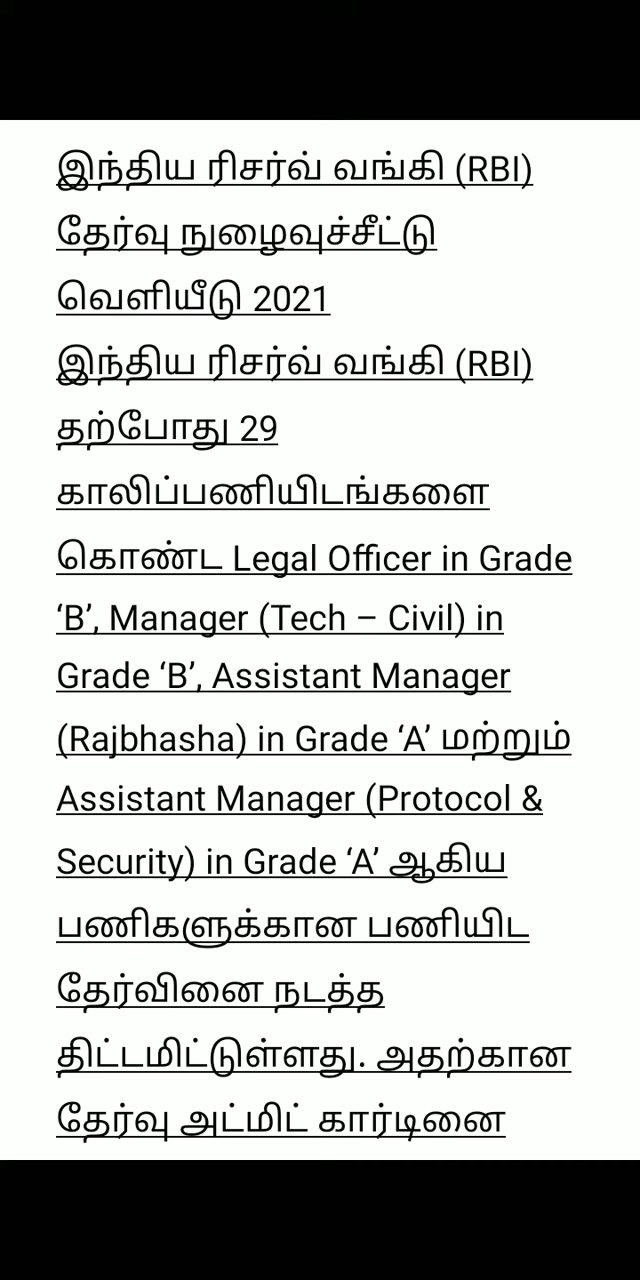 இந்திய ரிசர்வ் வங்கி (RBI)
தேர்வு நுழைவுச்சீட்டு
வெளியீடு 2021
இந்திய ரிசர்வ் வங்கி (RBI)
தற்போது 29
காலிப்பணியிடங்களை
கொண்ட Legal Officer in Grade
‘B’, Manager (Tech – Civil) in
Grade ‘B’, Assistant Manager
(Rajbhasha) in Grade ‘A’ மற்றும்
Assistant Manager (Protocol &
Security) in Grade ‘A’ ஆகிய
பணிகளுக்கான பணியிட
தேர்வினை நடத்த
திட்டமிட்டுள்ளது. அதற்கான
தேர்வு அட்மிட் கார்டினை